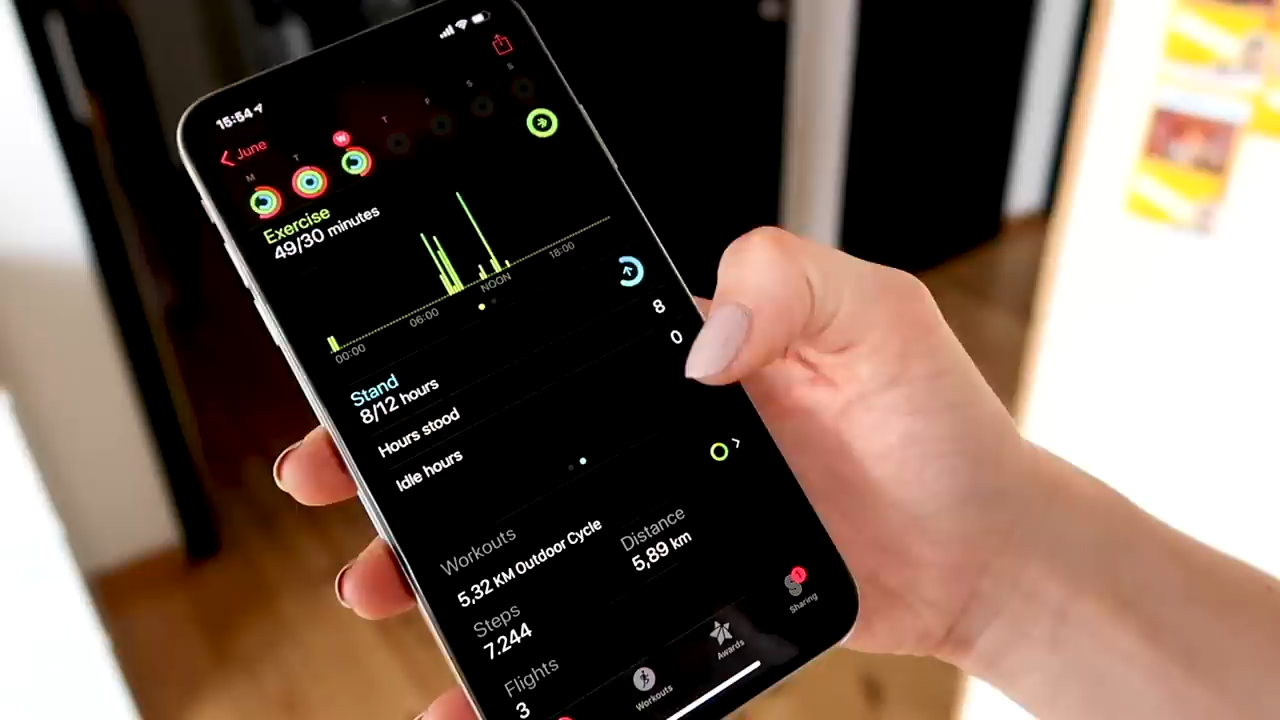 15:54
June
M T W T F S S
Exercise
49/30 minutes
00:00 06:00 NOON 18:00
Stand
8/12 hours
Hours stood 8
Idle hours 0
Workouts
5,32 KM Outdoor Cycle
Steps
7.244
Distance
5,89 km
Flights
3
Workouts
Awards
Sharing
1